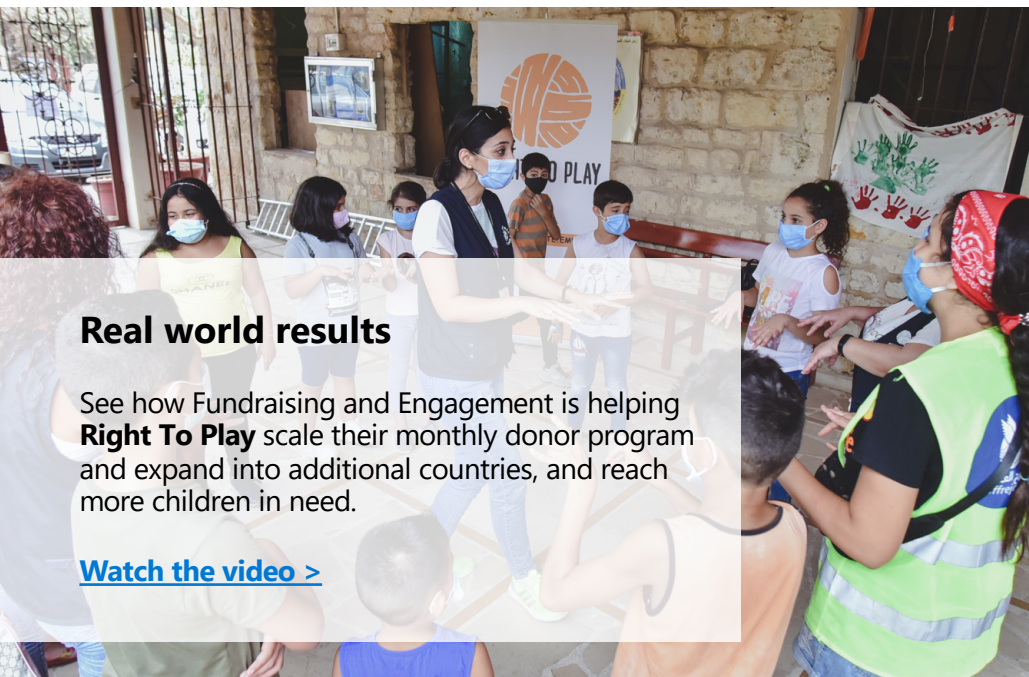 O PLAY
Real world results
See how Fundraising and Engagement is helping
Right To Play scale their monthly donor program
and expand into additional countries, and reach
more children in need.
Watch the video >